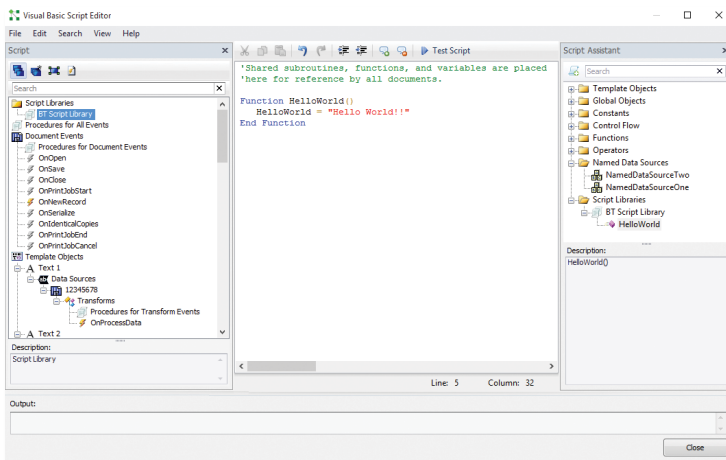 Visual Basic Script Editor
File Edit Search View Help
Script
Search
Script Libraries
BT Script Library
Procedures for All Events
Document Events
Procedures for Document Events
OnOpen
OnSave
OnClose
OnPrintJobStart
OnNewRecord
OnSerialize
OnIdenticalCopies
OnPrintJobEnd
OnPrintJobCancel
Template Objects
A Text 1
Data Sources
12345678
Transforms
Procedures for Transform Events
OnProcessData
A Text 2
Description:
Script Library
Test Script
'Shared subroutines, functions, and variables are placed
'here for reference by all documents.
Function HelloWorld()
HelloWorld = "Hello World!!"
End Function
Line: 5 Column: 32
Script Assistant
Search
Template Objects
Global Objects
Constants
Control Flow
Functions
Operators
Named Data Sources
NamedDataSourceTwo
NamedDataSourceOne
Script Libraries
BT Script Library
HelloWorld
Description:
HelloWorld()
Output:
Close